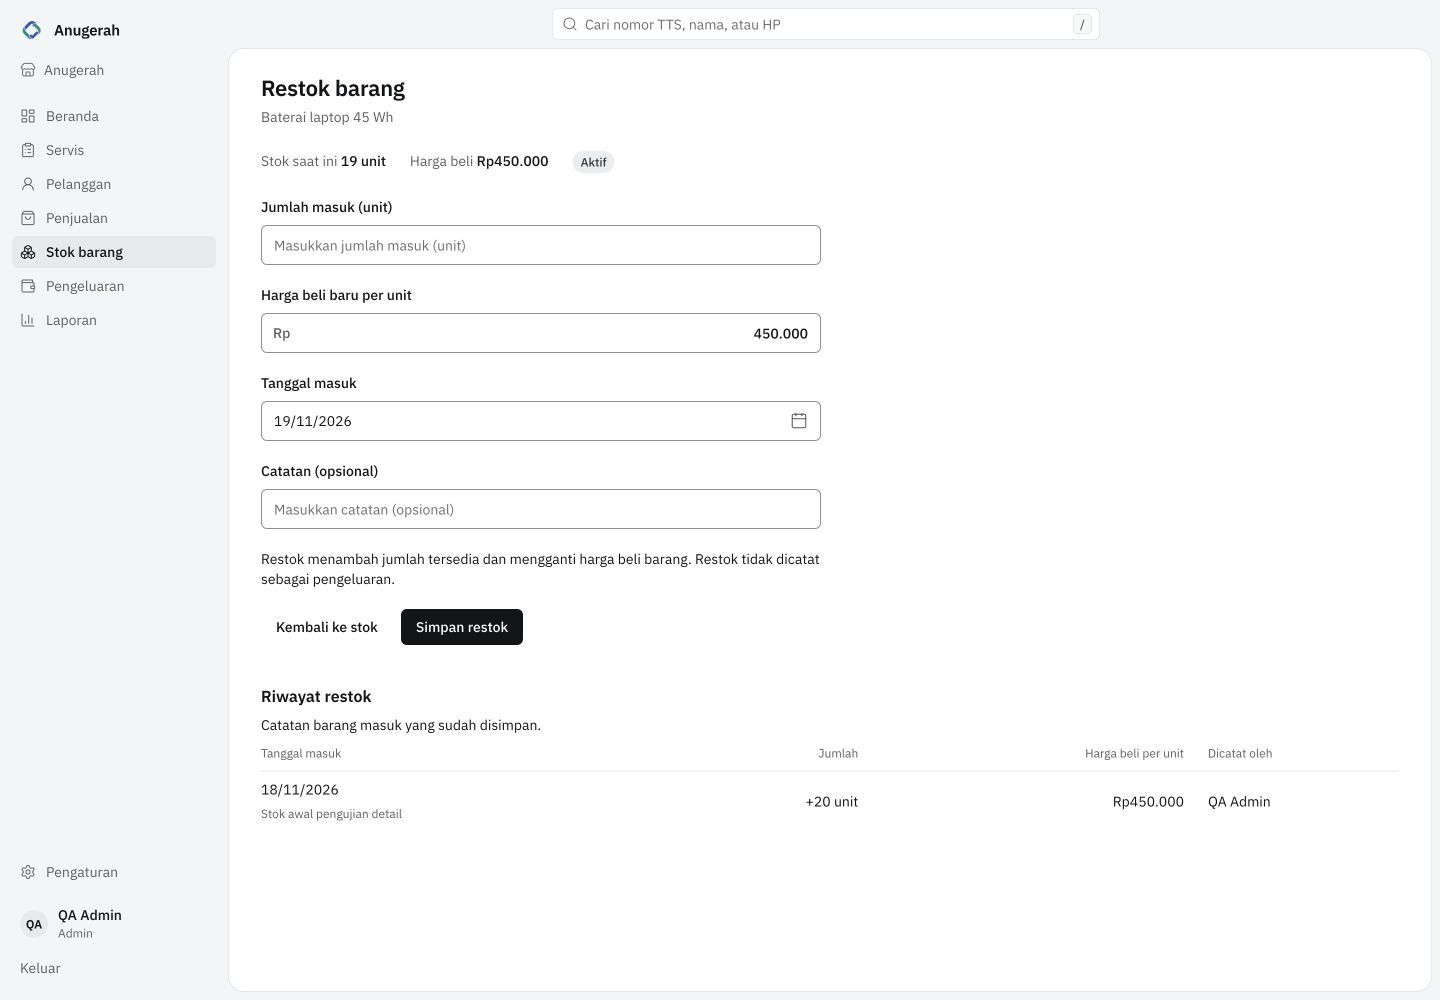 Anugerah
Cari nomor TTS, nama, atau HP
/
Anugerah
Beranda
Servis
Pelanggan
Penjualan
Stok barang
Pengeluaran
Laporan
Pengaturan
QA
QA Admin
Admin
Keluar
Restok barang
Baterai laptop 45 Wh
Stok saat ini 19 unit Harga beli Rp450.000 Aktif
Jumlah masuk (unit)
Masukkan jumlah masuk (unit)
Harga beli baru per unit
Rp 450.000
Tanggal masuk
19/11/2026
Catatan (opsional)
Masukkan catatan (opsional)
Restok menambah jumlah tersedia dan mengganti harga beli barang. Restok tidak dicatat
sebagai pengeluaran.
Kembali ke stok Simpan restok
Riwayat restok
Catatan barang masuk yang sudah disimpan.
Tanggal masuk Jumlah Harga beli per unit Dicatat oleh
18/11/2026
Stok awal pengujian detail
+20 unit Rp450.000 QA Admin